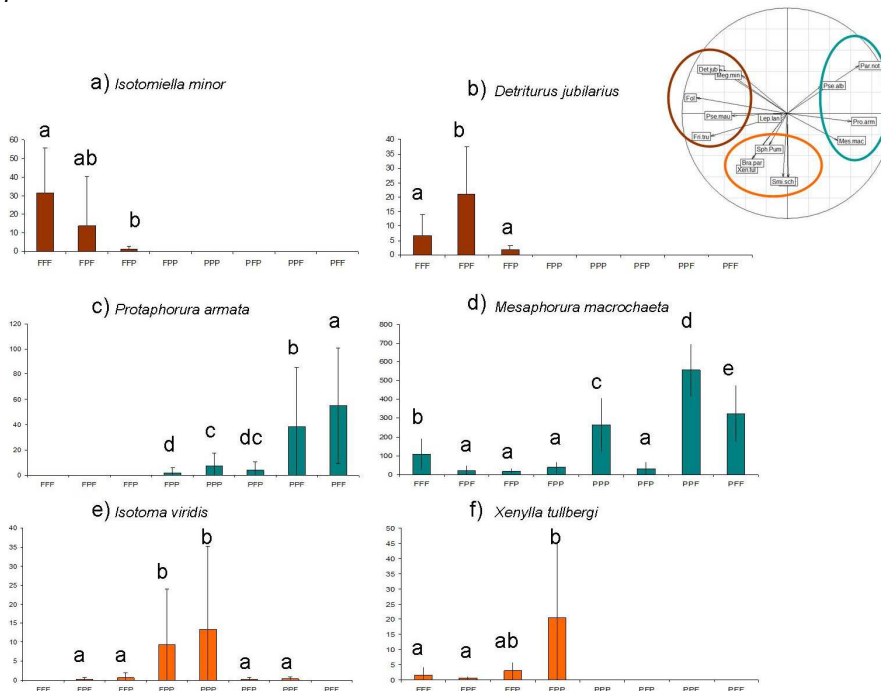 a) Isotomiella minor
a
ab
b
60
50
40
30
20
10
0
FFF FPF FFP FPP PPP PFP PPF PFF
b) Detriturus jubilarius
a
b
a
40
35
30
25
20
15
10
5
0
FFF FPF FFP FPP PPP PFP PPF PFF
Det.jub
Meg.min
Fol
Pse.mau
Lep.lan
Fri.tru
Sph.Pum
Bra.par
Xen.tul
Smi.sch
Par.not
Pse.alb
Pro.arm
Mes.mac
c) Protaphorura armata
d
c
dc
b
a
120
100
80
60
40
20
0
FFF FPF FFP FPP PPP PFP PPF PFF
d) Mesaphorura macrochaeta
b
a
a
a
c
a
d
e
800
700
600
500
400
300
200
100
0
FFF FPF FFP FPP PPP PFP PPF PFF
e) Isotoma viridis
a
a
b
b
a
a
40
35
30
25
20
15
10
5
0
FFF FPF FFP FPP PPP PFP PPF PFF
f) Xenylla tullbergi
a
a
ab
b
50
45
40
35
30
25
20
15
10
5
0
FFF FPF FFP FPP PPP PFP PPF PFF